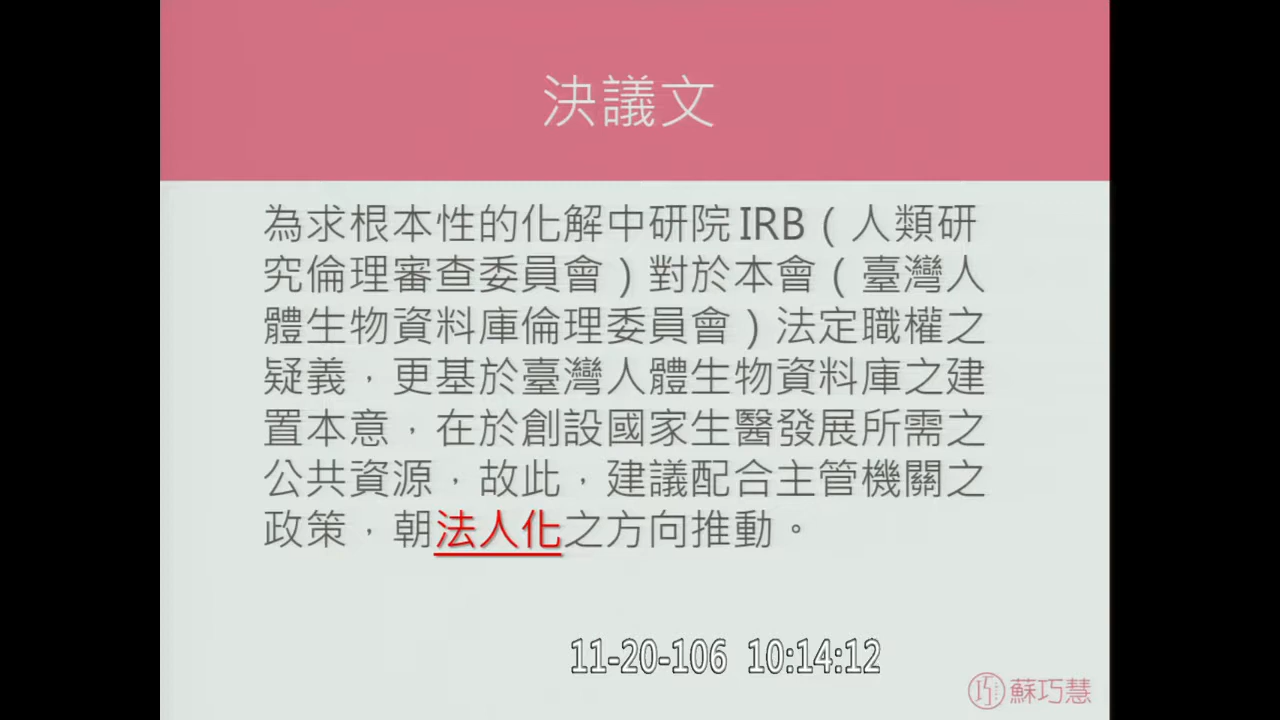 決議文
為求根本性的化解中研院IRB（人類研
究倫理審查委員會）對於本會（臺灣人
體生物資料庫倫理委員會）法定職權之
疑義，更基於臺灣人體生物資料庫之建
置本意，在於創設國家生醫發展所需之
公共資源，故此，建議配合主管機關之
政策，朝法人化之方向推動。
11-20-106 10:14:12
巧 蘇巧慧